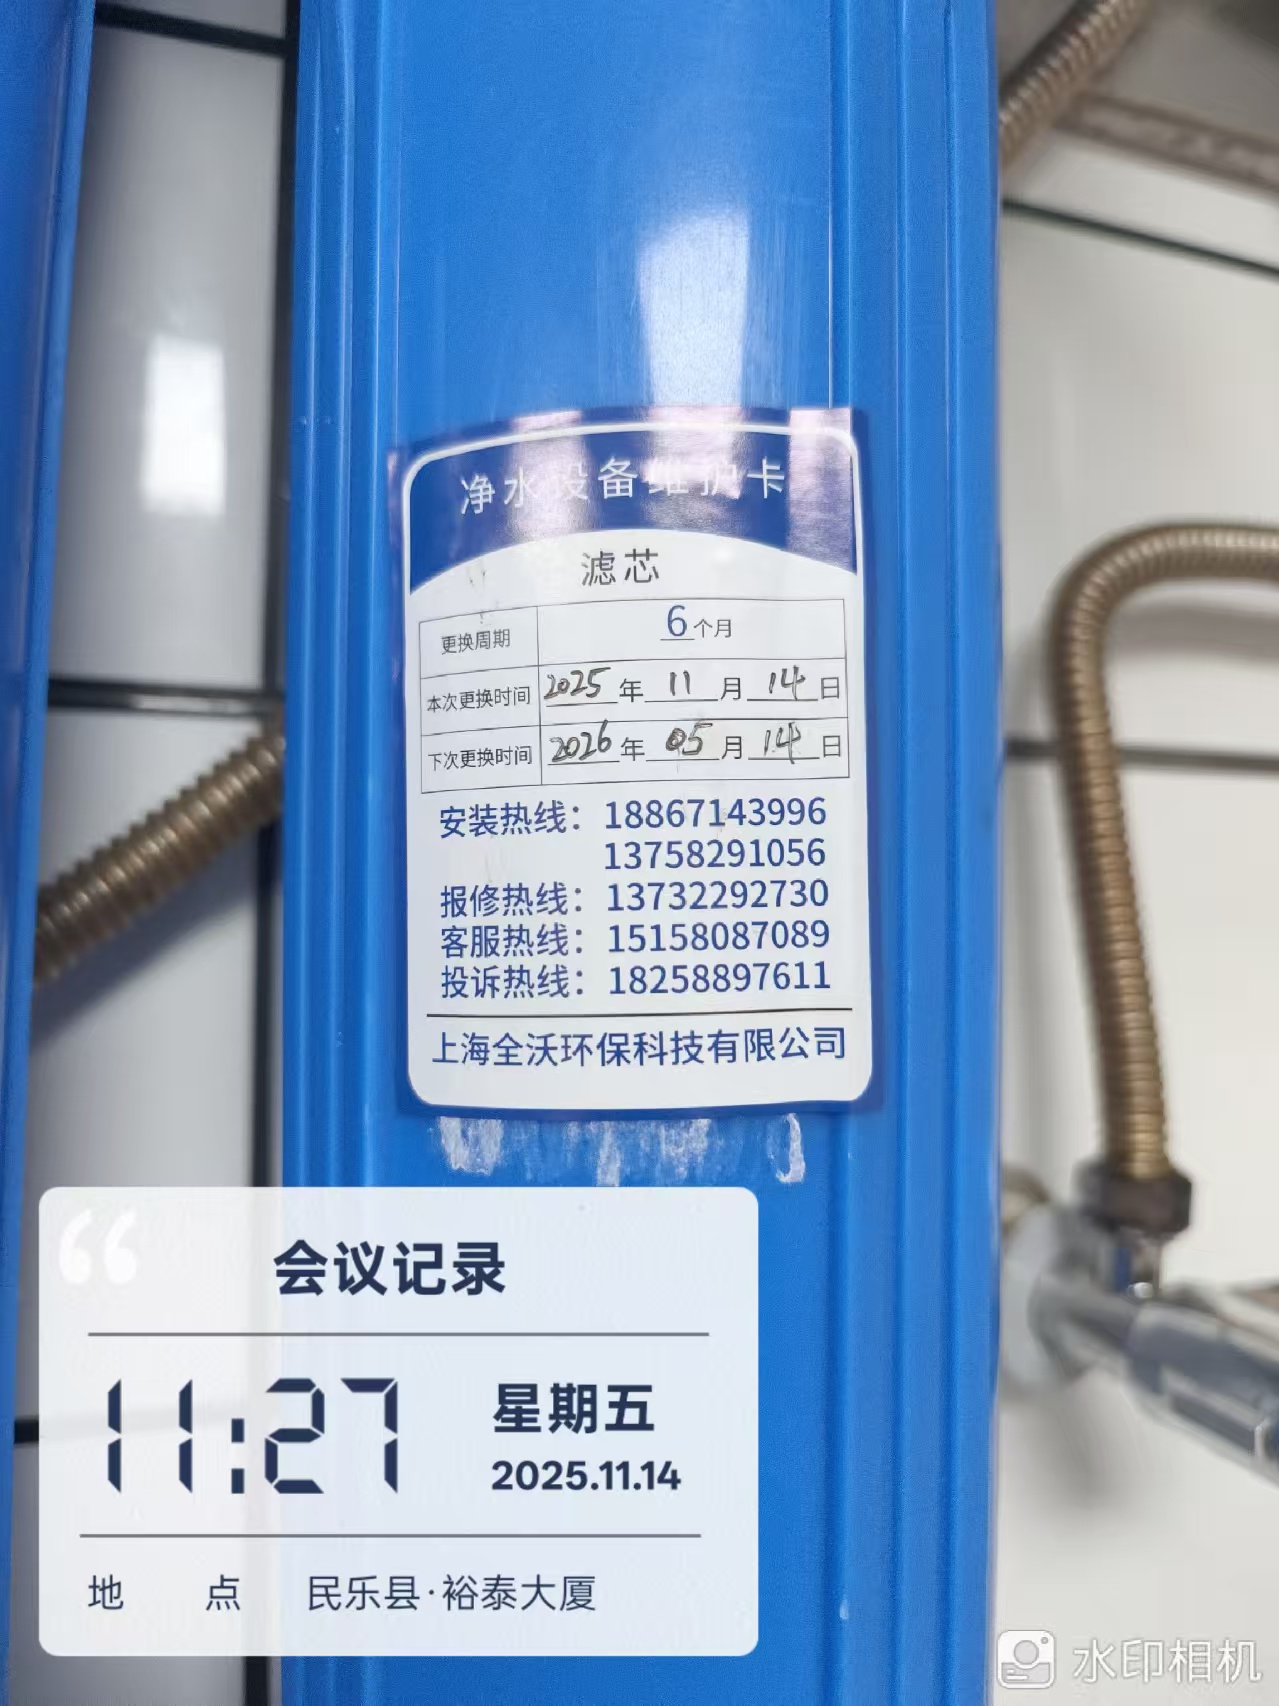 净水设备维护卡
滤芯
更换周期 6个月
本次更换时间 2025年11月14日
下次更换时间 2026年05月14日
安装热线：18867143996
13758291056
报修热线：13732292730
客服热线：15158087089
投诉热线：18258897611
上海全沃环保科技有限公司
“
会议记录
11:27 星期五
2025.11.14
地 点 民乐县·裕泰大厦
水印相机